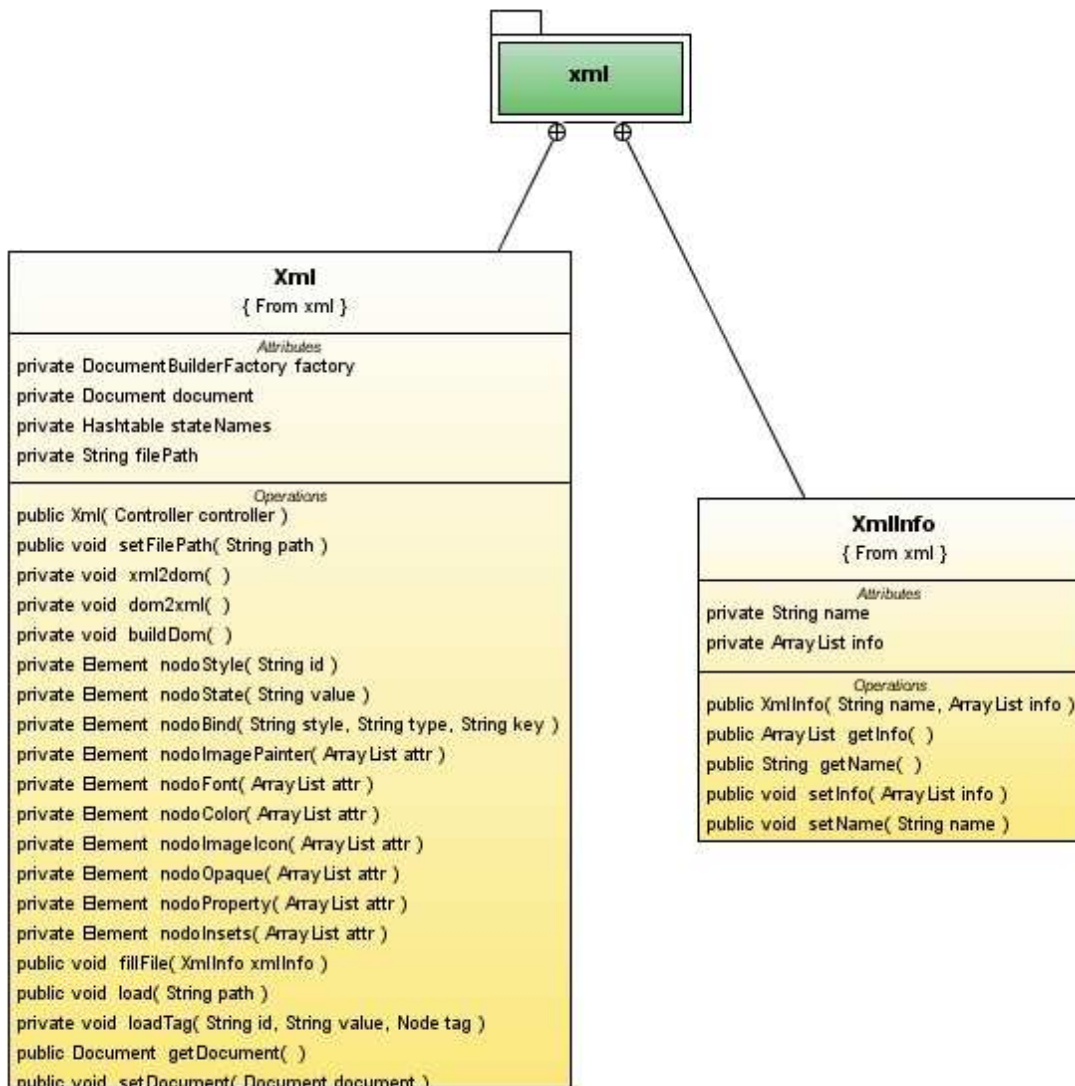 xml
Xml
{ From xml }
Attributes
private DocumentBuilderFactory factory
private Document document
private Hashtable stateNames
private String filePath
Operations
public Xml( Controller controller )
public void setFilePath( String path )
private void xml2dom( )
private void dom2xml( )
private void buildDom( )
private Element nodoStyle( String id )
private Element nodoState( String value )
private Element nodoBind( String style, String type, String key )
private Element nodoImagePainter( ArrayList attr )
private Element nodoFont( ArrayList attr )
private Element nodoColor( ArrayList attr )
private Element nodoImageIcon( ArrayList attr )
private Element nodoOpaque( ArrayList attr )
private Element nodoProperty( ArrayList attr )
private Element nodoInsets( ArrayList attr )
public void fillFile( XmlInfo xmlInfo )
public void load( String path )
private void loadTag( String id, String value, Node tag )
public Document getDocument( )
public void setDocument( Document document )
XmlInfo
{ From xml }
Attributes
private String name
private ArrayList info
Operations
public XmlInfo( String name, ArrayList info )
public ArrayList getInfo( )
public String getName( )
public void setInfo( ArrayList info )
public void setName( String name )